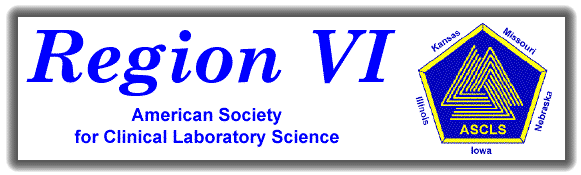 Region VI
American Society
for Clinical Laboratory Science
Kansas
Missouri
Illinois
Nebraska
ASCLS
Iowa